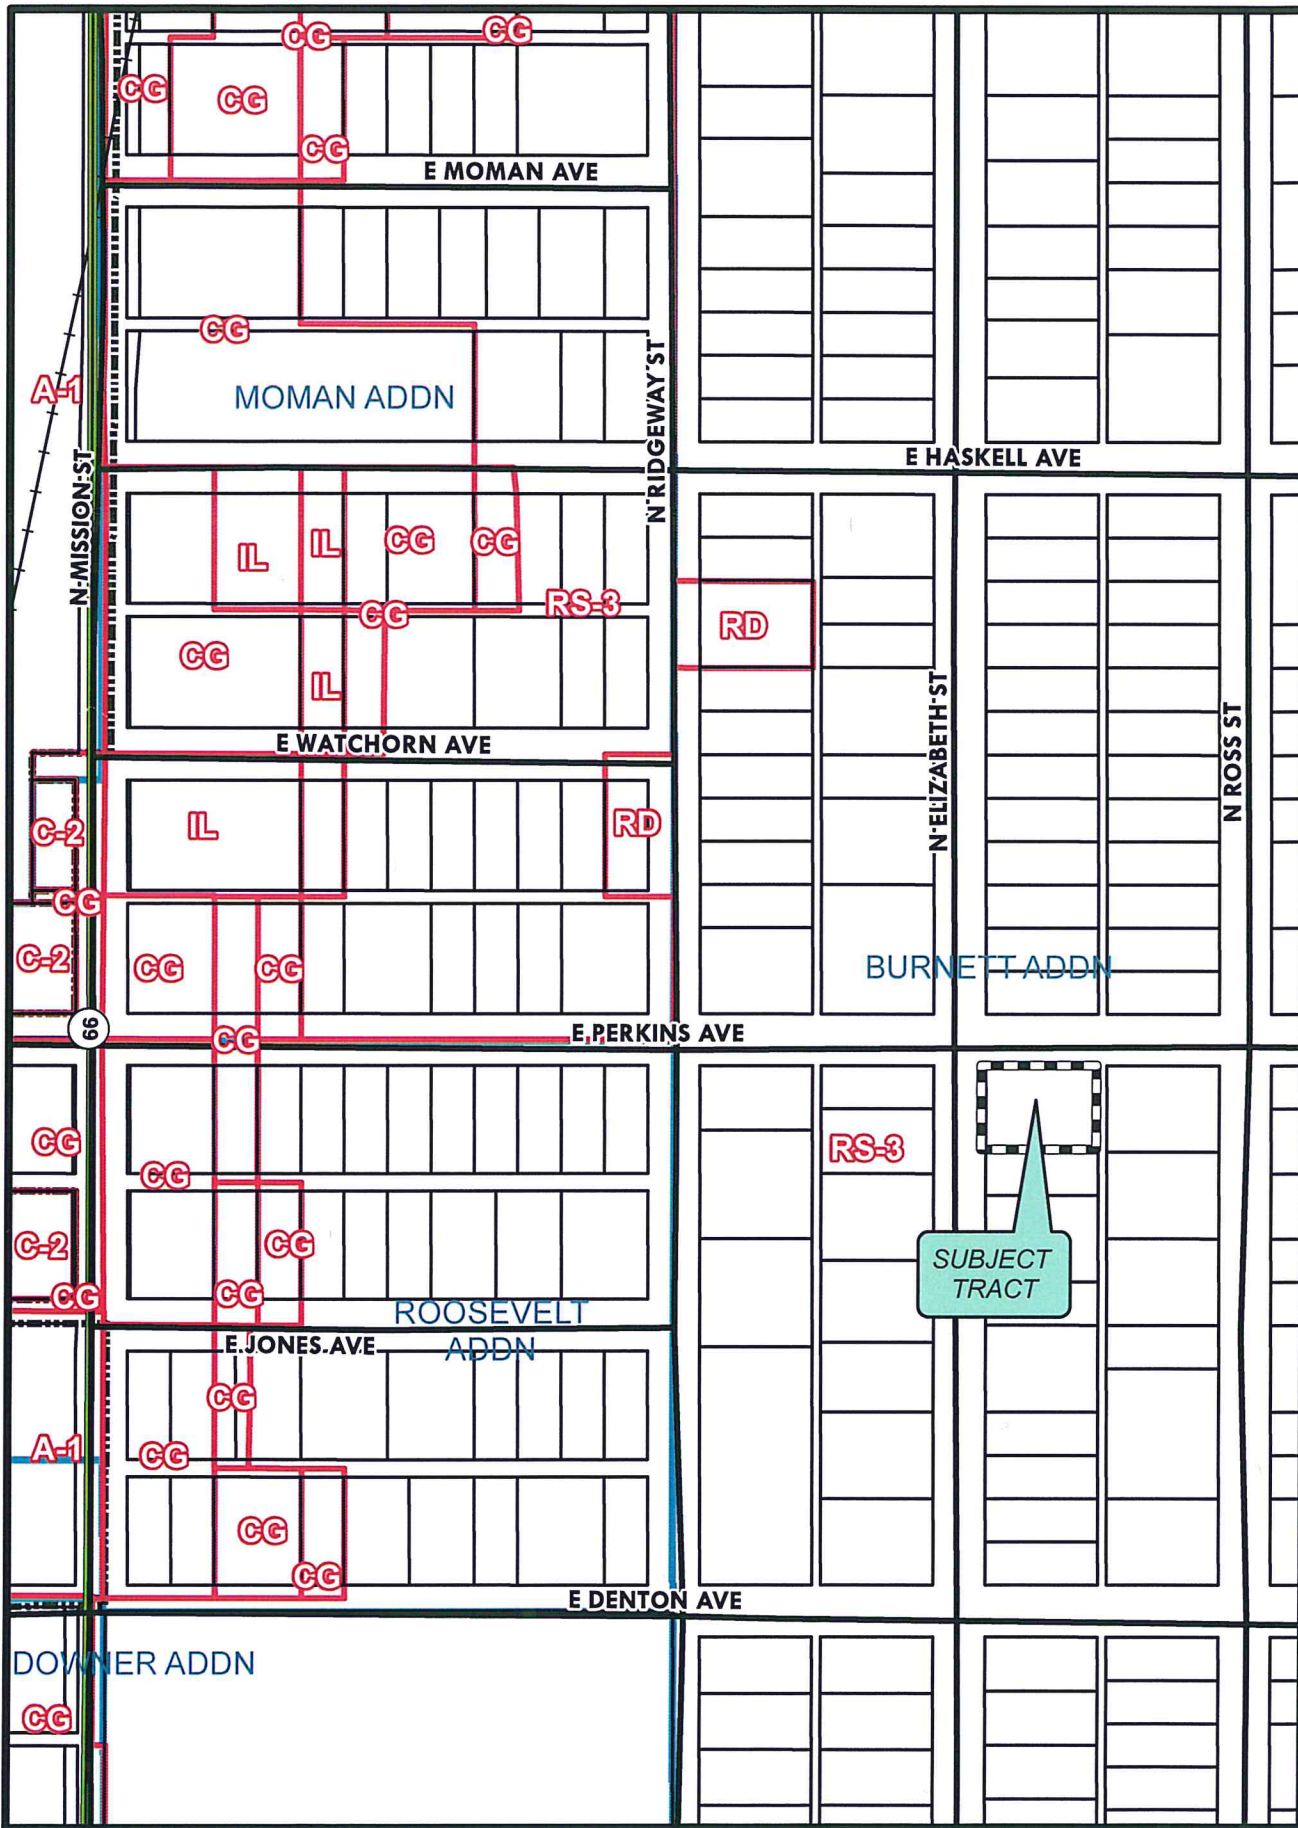 CG
CG
CG
CG
CG
E MOMAN AVE
CG
A-1
MOMAN ADDN
N RIDGEWAY ST
N MISSION ST
E HASKELL AVE
IL
IL
CG
CG
RS-3
CG
RD
CG
IL
N ELIZABETH ST
N ROSS ST
E WATCHORN AVE
C-2
IL
RD
CG
C-2
CG
CG
BURNETT ADDN
66
CG
E PERKINS AVE
CG
CG
RS-3
C-2
CG
CG
CG
SUBJECT
TRACT
ROOSEVELT
ADDN
E JONES AVE
CG
A-1
CG
CG
CG
E DENTON AVE
DOWNER ADDN
CG